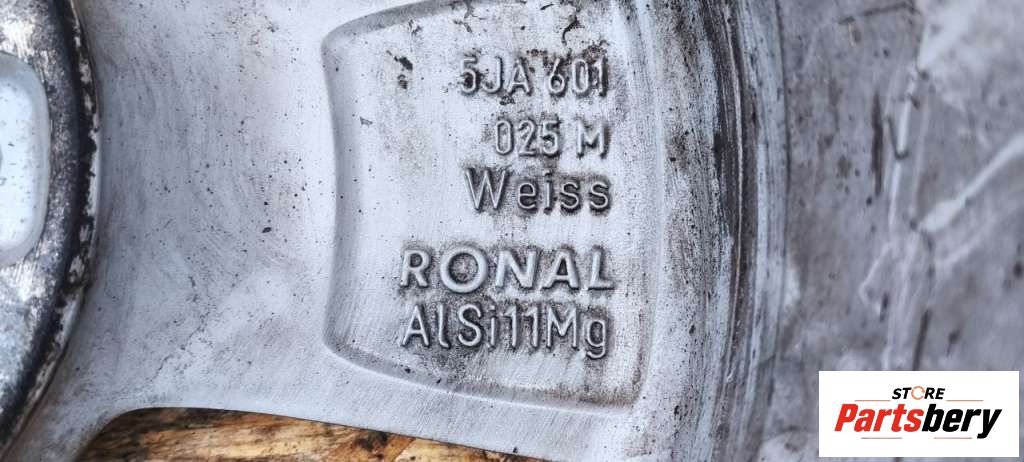 5JA 601
025 M
Weiss
RONAL
AlSi11Mg
STORE
Partsbery